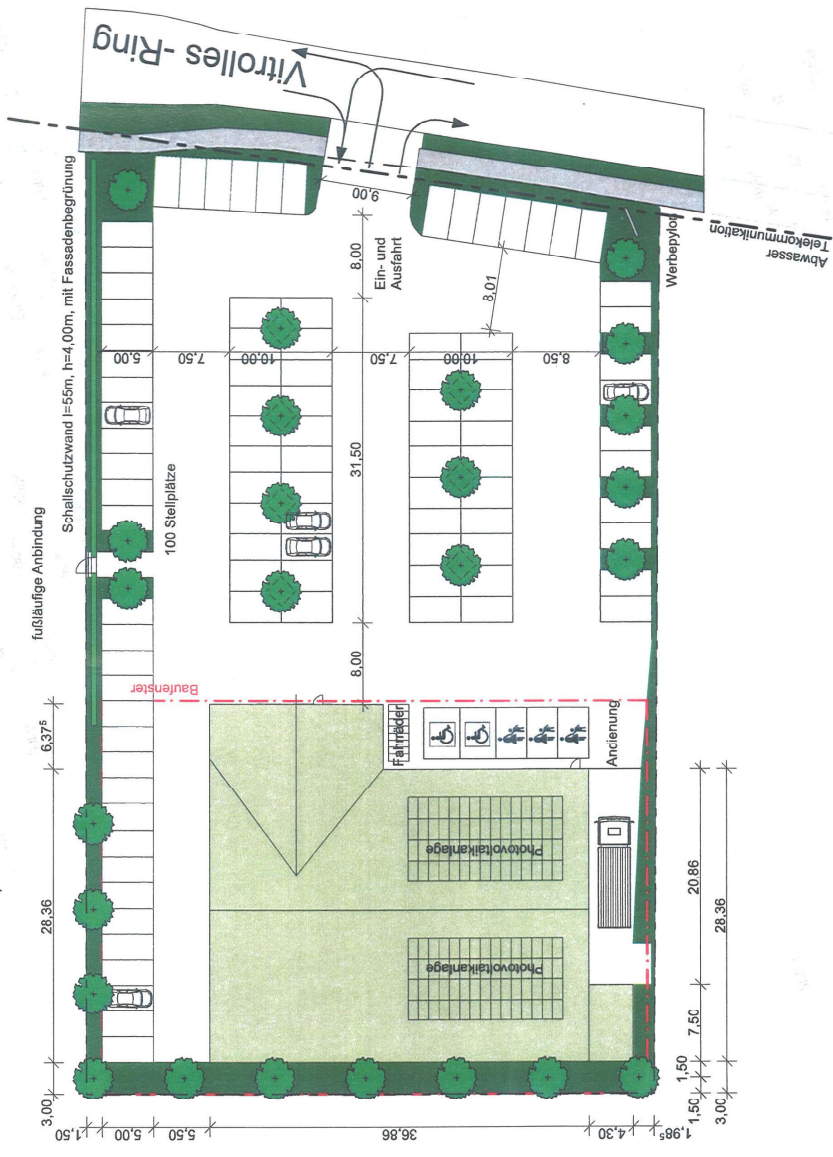 Vitrolles-Ring
Schallschutzwand l=55m, h=4,00m, mit Fassadenbegrünung
fußläufige Anbindung
Abwasser
Telekommunikation
Werbepylon
9,00
8,00
Ein- und
Ausfahrt
8,01
5,00
7,50
10,00
7,50
10,00
8,50
100 Stellplätze
31,50
8,00
Baufenster
6,37⁵
Fahrräder
Andienung
28,36
Photovoltaikanlage
Photovoltaikanlage
20,86
28,36
7,50
1,50
1,50
3,00
3,00
1,50
5,00
5,50
36,86
4,30
1,98⁵